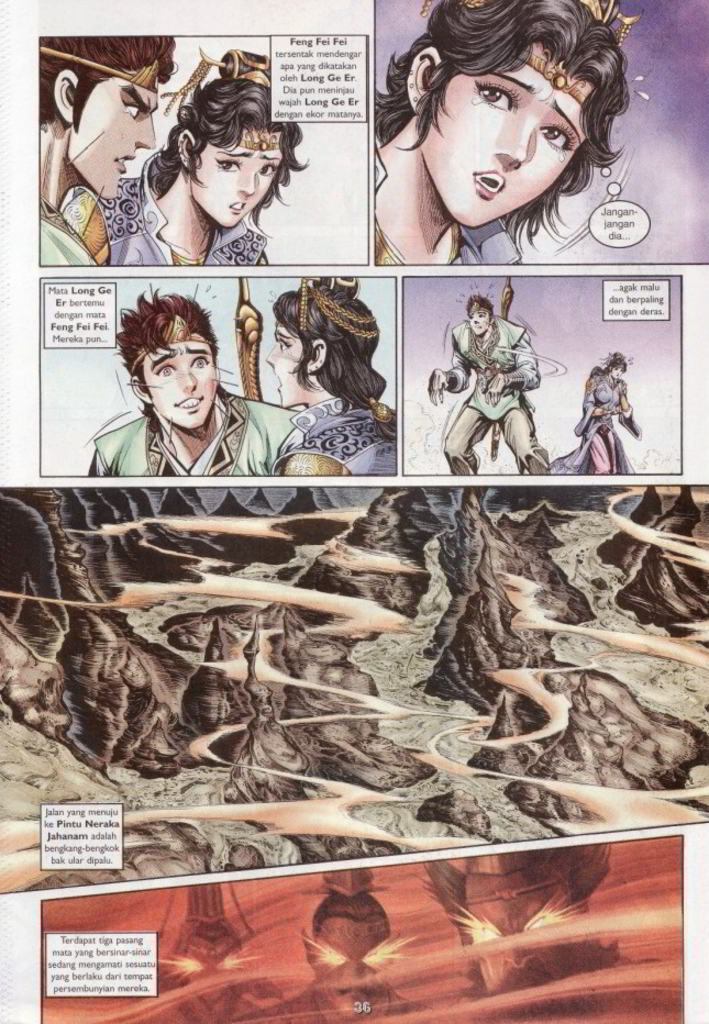 Feng Fei Fei
tersentak mendengar
apa yang dikatakan
oleh Long Ge Er.
Dia pun meninjau
wajah Long Ge Er
dengan ekor matanya.
Jangan-
jangan
dia...
Mata Long Ge
Er bertemu
dengan mata
Feng Fei Fei.
Mereka pun...
...agak malu
dan berpaling
dengan deras.
Jalan yang menuju
ke Pintu Neraka
Jahanam adalah
bengkang-bengkok
bak ular dipalu.
Terdapat tiga pasang
mata yang bersinar-sinar
sedang mengamati sesuatu
yang berlaku dari tempat
persembunyian mereka.
36